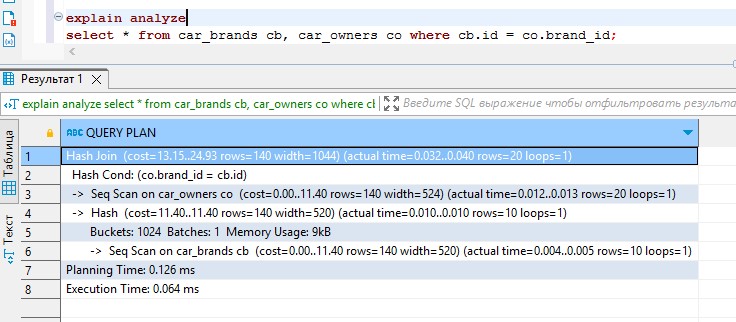 explain analyze
select * from car_brands cb, car_owners co where cb.id = co.brand_id;
Результат 1
explain analyze select * from car_brands cb, car_owners co where cb
Введите SQL выражение чтобы отфильтровать результа
Таблица
Текст
ABC QUERY PLAN
1 Hash Join (cost=13.15..24.93 rows=140 width=1044) (actual time=0.032..0.040 rows=20 loops=1)
2 Hash Cond: (co.brand_id = cb.id)
3 -> Seq Scan on car_owners co (cost=0.00..11.40 rows=140 width=524) (actual time=0.012..0.013 rows=20 loops=1)
4 -> Hash (cost=11.40..11.40 rows=140 width=520) (actual time=0.010..0.010 rows=10 loops=1)
5 Buckets: 1024 Batches: 1 Memory Usage: 9kB
6 -> Seq Scan on car_brands cb (cost=0.00..11.40 rows=140 width=520) (actual time=0.004..0.005 rows=10 loops=1)
7 Planning Time: 0.126 ms
8 Execution Time: 0.064 ms